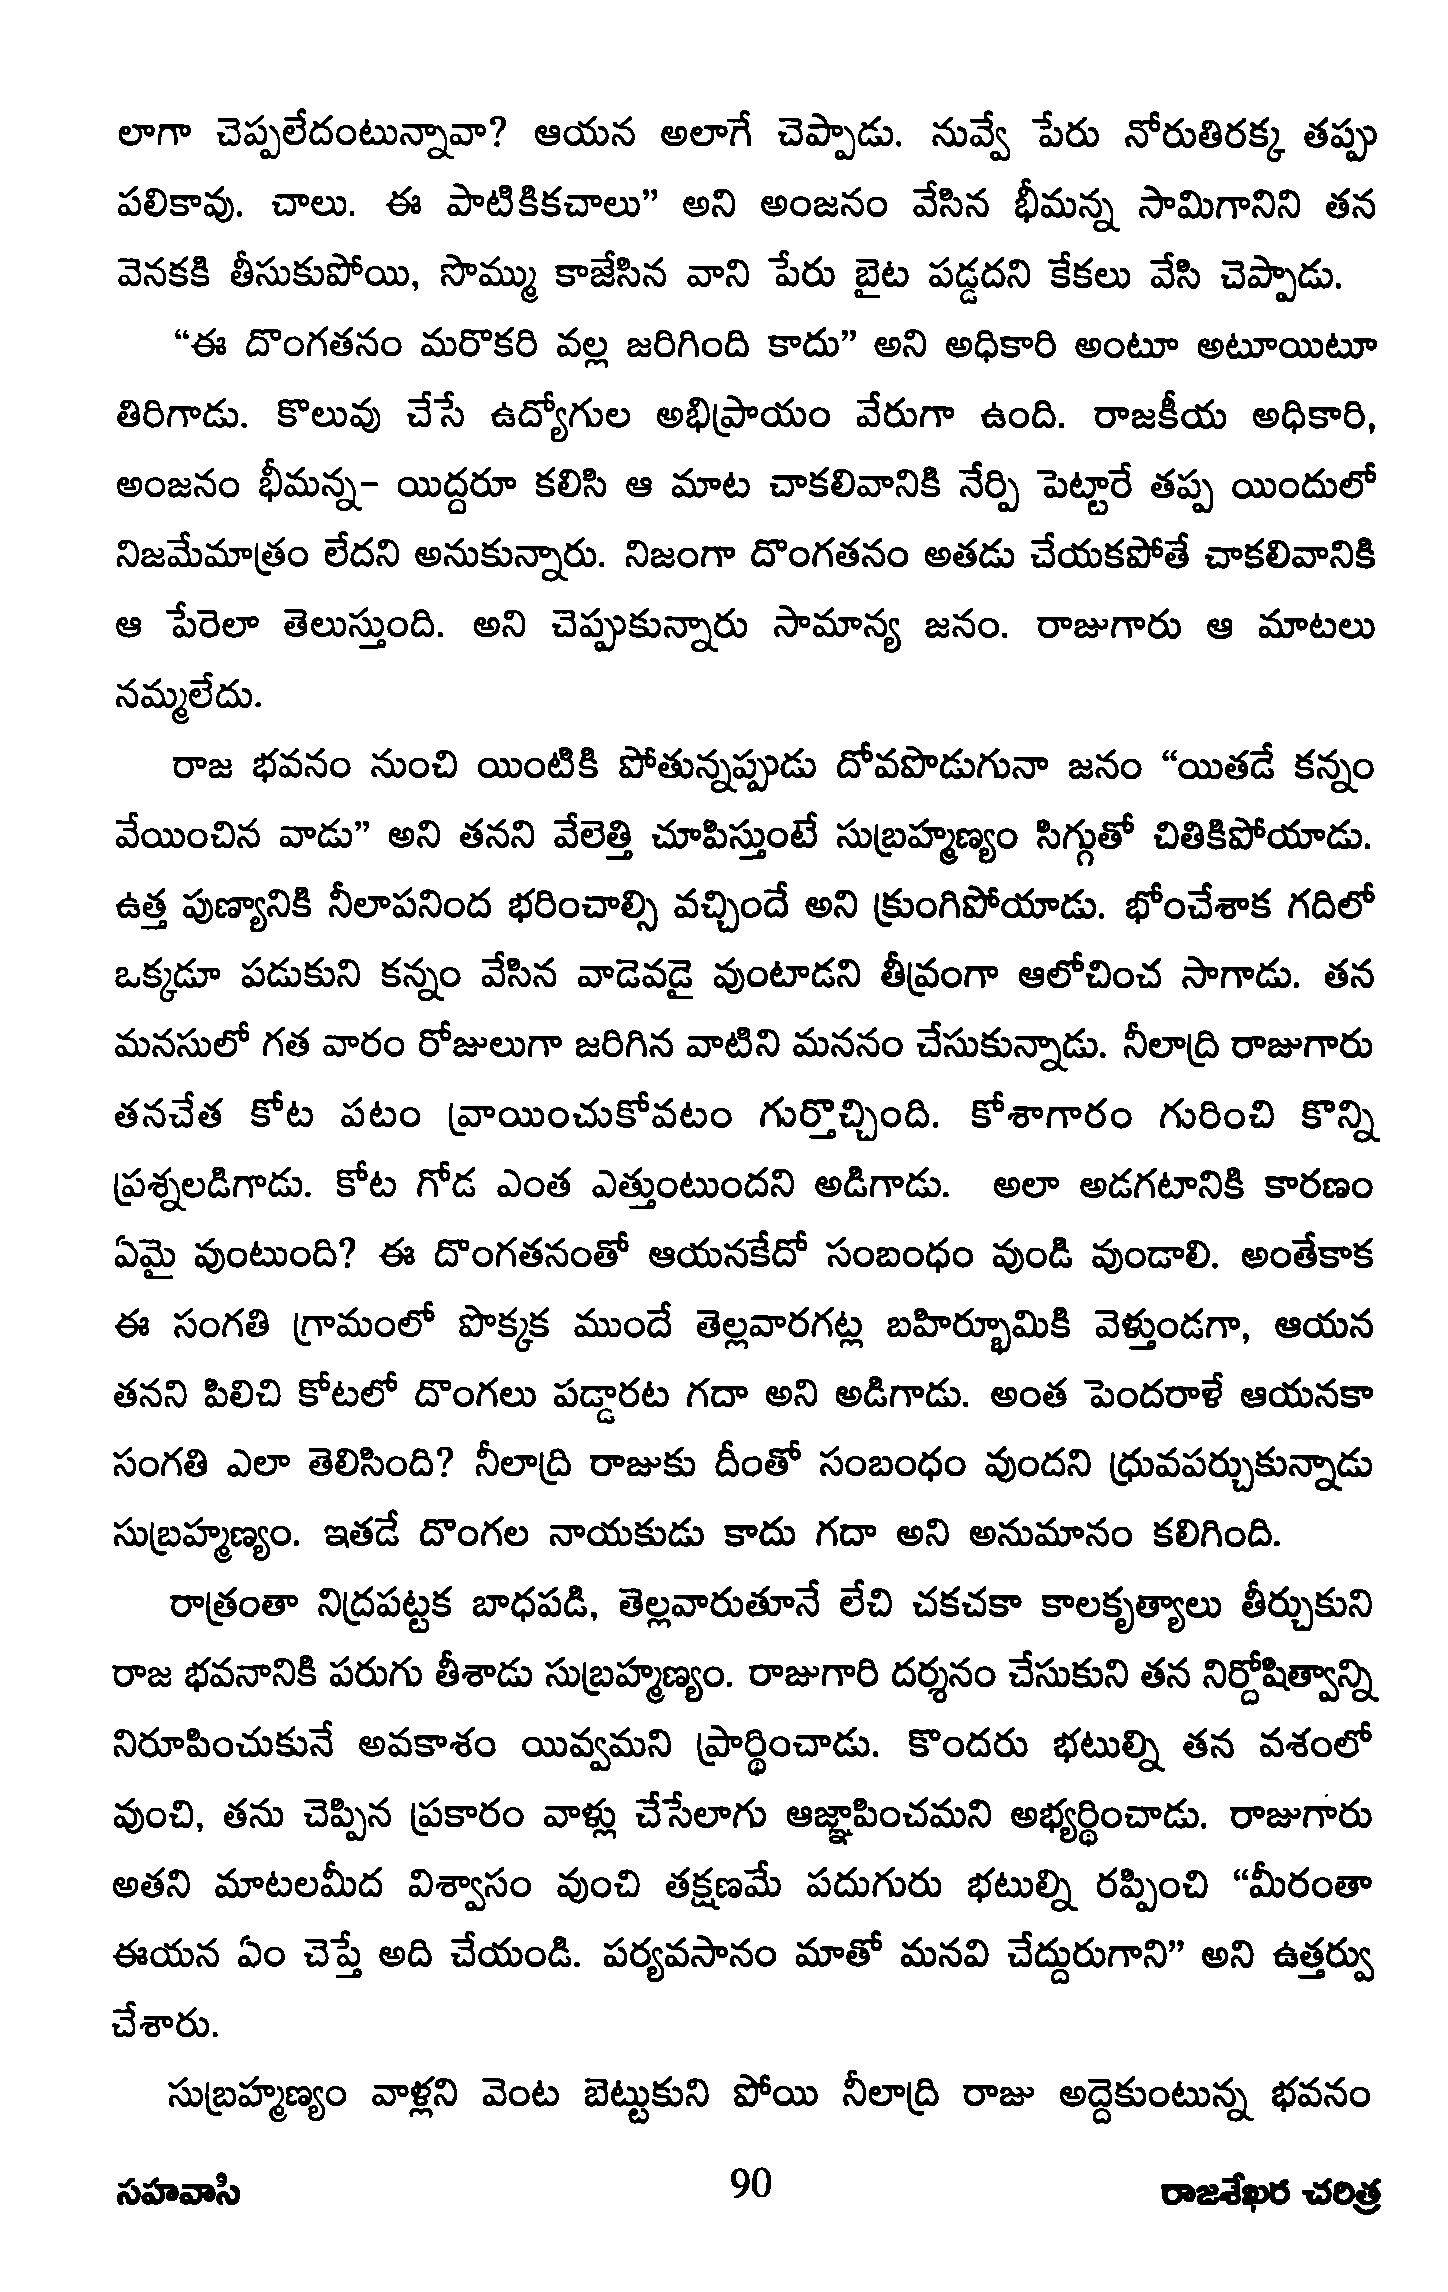 లాగా చెప్పలేదంటున్నావా? ఆయన అలాగే చెప్పాడు. నువ్వే పేరు నోరుతిరక్క తప్పు
పలికావు. చాలు. ఈ పాటికికచాలు” అని అంజనం వేసిన భీమన్న సామిగానిని తన
వెనకకి తీసుకుపోయి, సొమ్ము కాజేసిన వాని పేరు బైట పడ్డదని కేకలు వేసి చెప్పాడు.
“ఈ దొంగతనం మరొకరి వల్ల జరిగింది కాదు” అని అధికారి అంటూ అటూయిటూ
తిరిగాడు. కొలువు చేసే ఉద్యోగుల అభిప్రాయం వేరుగా ఉంది. రాజకీయ అధికారి,
అంజనం భీమన్న- యిద్దరూ కలిసి ఆ మాట చాకలివానికి నేర్పి పెట్టారే తప్ప యిందులో
నిజమేమాత్రం లేదని అనుకున్నారు. నిజంగా దొంగతనం అతడు చేయకపోతే చాకలివానికి
ఆ పేరెలా తెలుస్తుంది. అని చెప్పుకున్నారు సామాన్య జనం. రాజుగారు ఆ మాటలు
నమ్మలేదు.
రాజ భవనం నుంచి యింటికి పోతున్నప్పుడు దోవపొడుగునా జనం “యితడే కన్నం
వేయించిన వాడు” అని తనని వేలెత్తి చూపిస్తుంటే సుబ్రహ్మణ్యం సిగ్గుతో చితికిపోయాడు.
ఉత్త పుణ్యానికి నీలాపనింద భరించాల్సి వచ్చిందే అని క్రుంగిపోయాడు. భోంచేశాక గదిలో
ఒక్కడూ పడుకుని కన్నం వేసిన వాడెవడై వుంటాడని తీవ్రంగా ఆలోచించ సాగాడు. తన
మనసులో గత వారం రోజులుగా జరిగిన వాటిని మననం చేసుకున్నాడు. నీలాద్రి రాజుగారు
తనచేత కోట పటం వ్రాయించుకోవటం గుర్తొచ్చింది. కోశాగారం గురించి కొన్ని
ప్రశ్నలడిగాడు. కోట గోడ ఎంత ఎత్తుంటుందని అడిగాడు. అలా అడగటానికి కారణం
ఏమై వుంటుంది? ఈ దొంగతనంతో ఆయనకేదో సంబంధం వుండి వుండాలి. అంతేకాక
ఈ సంగతి గ్రామంలో పొక్కక ముందే తెల్లవారగట్ల బహిర్భూమికి వెళ్తుండగా, ఆయన
తనని పిలిచి కోటలో దొంగలు పడ్డారట గదా అని అడిగాడు. అంత పెందరాళే ఆయనకా
సంగతి ఎలా తెలిసింది? నీలాద్రి రాజుకు దీంతో సంబంధం వుందని ధ్రువపర్చుకున్నాడు
సుబ్రహ్మణ్యం. ఇతడే దొంగల నాయకుడు కాదు గదా అని అనుమానం కలిగింది.
రాత్రంతా నిద్రపట్టక బాధపడి, తెల్లవారుతూనే లేచి చకచకా కాలకృత్యాలు తీర్చుకుని
రాజ భవనానికి పరుగు తీశాడు సుబ్రహ్మణ్యం. రాజుగారి దర్శనం చేసుకుని తన నిర్దోషిత్వాన్ని
నిరూపించుకునే అవకాశం యివ్వమని ప్రార్థించాడు. కొందరు భటుల్ని తన వశంలో
వుంచి, తను చెప్పిన ప్రకారం వాళ్లు చేసేలాగు ఆజ్ఞాపించమని అభ్యర్థించాడు. రాజుగారు
అతని మాటలమీద విశ్వాసం వుంచి తక్షణమే పదుగురు భటుల్ని రప్పించి “మీరంతా
ఈయన ఏం చెప్తే అది చేయండి. పర్యవసానం మాతో మనవి చేద్దురుగాని” అని ఉత్తర్వు
చేశారు.
సుబ్రహ్మణ్యం వాళ్లని వెంట బెట్టుకుని పోయి నీలాద్రి రాజు అద్దెకుంటున్న భవనం
సహవాసి 90 రాజశేఖర చరిత్ర